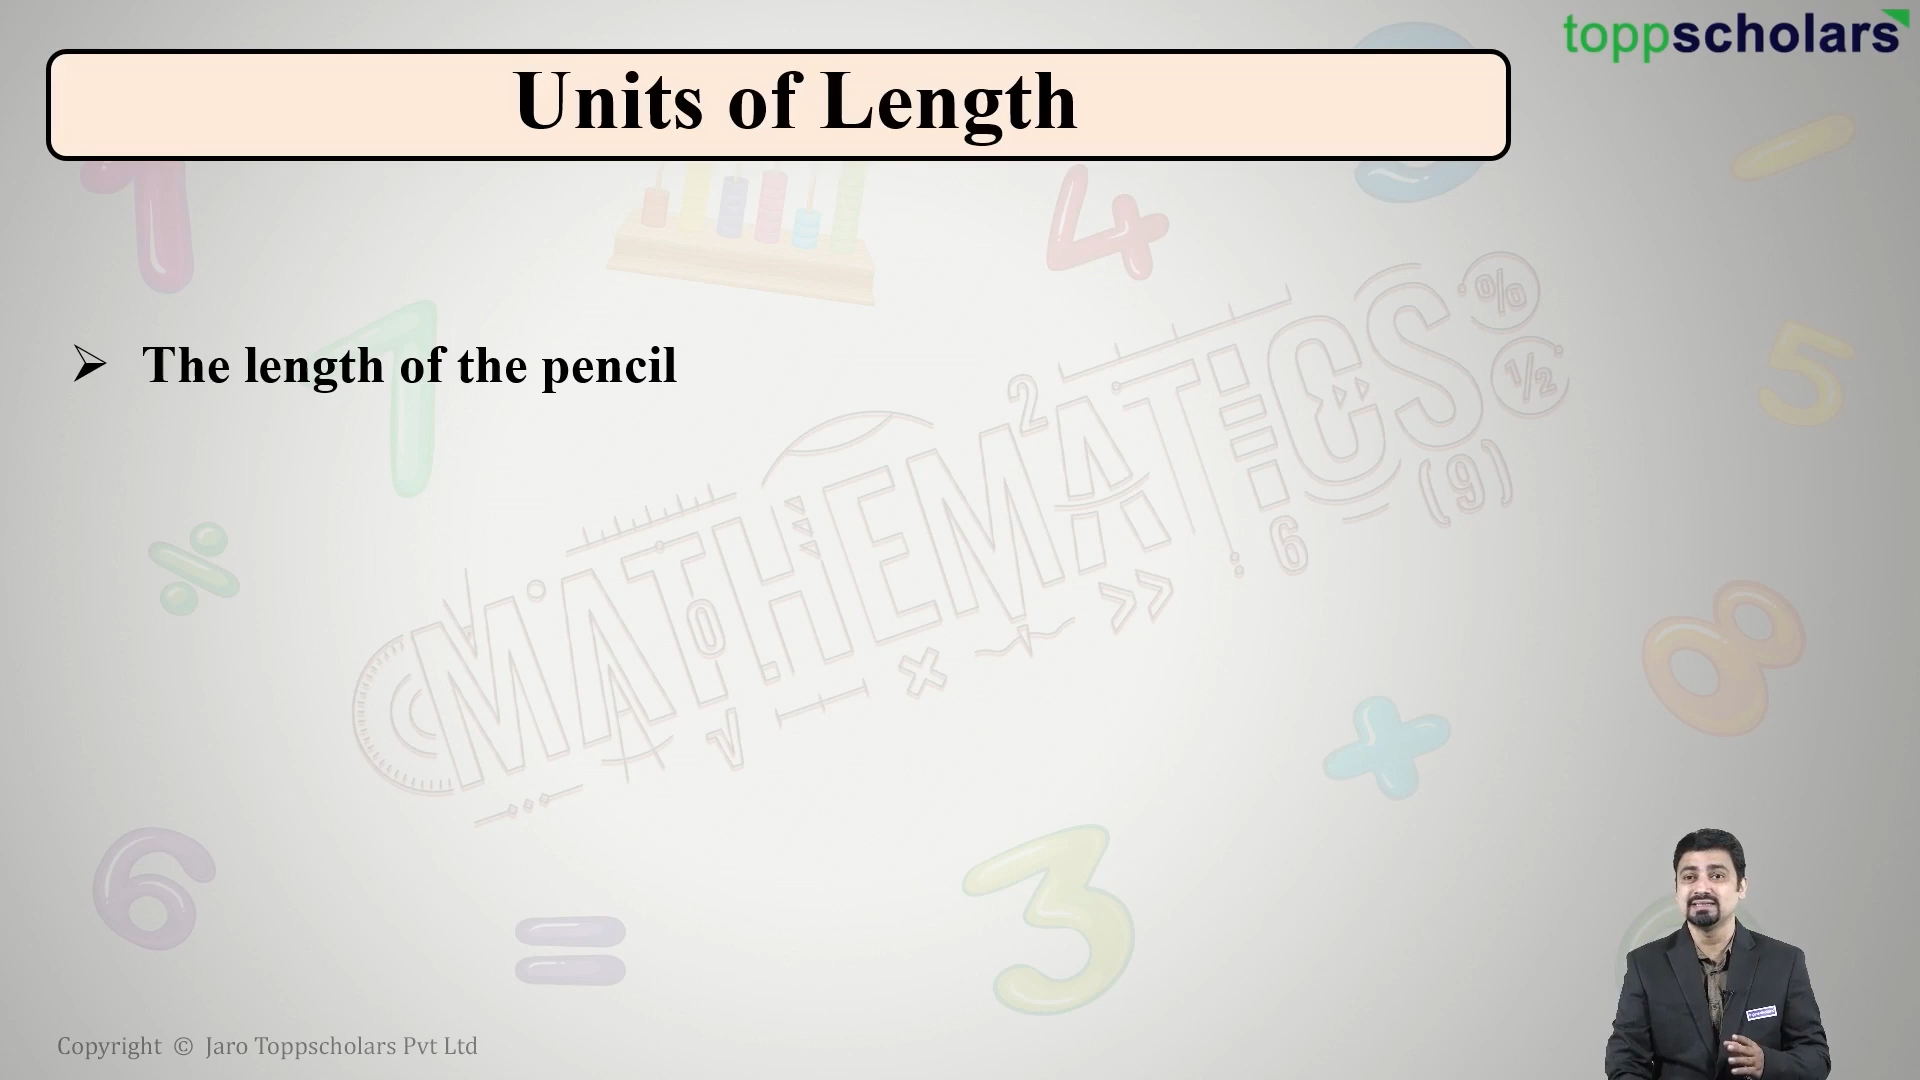 toppscholars
Units of Length
➢ The length of the pencil
MATHEMATICS
Copyright © Jaro Toppscholars Pvt Ltd